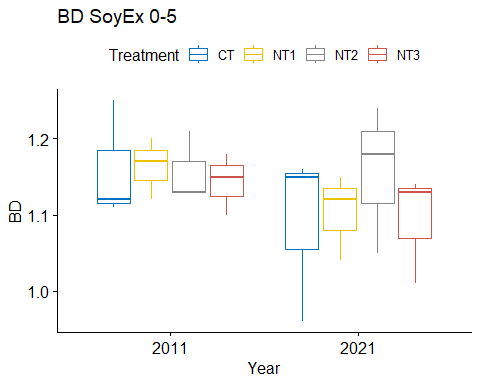 BD SoyEx 0-5
Treatment CT NT1 NT2 NT3
1.2
1.1
1.0
BD
2011 2021
Year